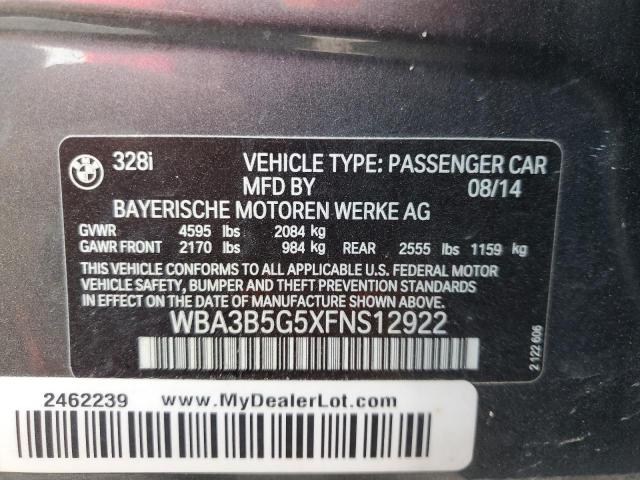 328i VEHICLE TYPE: PASSENGER CAR
MFD BY 08/14
BAYERISCHE MOTOREN WERKE AG
GVWR 4595 lbs 2084 kg
GAWR FRONT 2170 lbs 984 kg REAR 2555 lbs 1159 kg
THIS VEHICLE CONFORMS TO ALL APPLICABLE U.S. FEDERAL MOTOR
VEHICLE SAFETY, BUMPER AND THEFT PREVENTION STANDARDS
IN EFFECT ON THE DATE OF MANUFACTURE SHOWN ABOVE.
WBA3B5G5XFNS12922
2 122 606
2462239 www.MyDealerLot.com